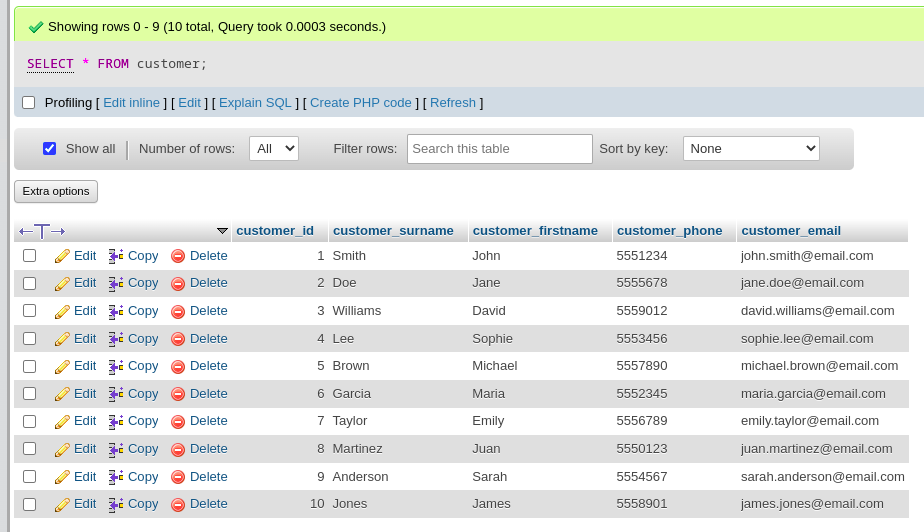 Showing rows 0 - 9 (10 total, Query took 0.0003 seconds.)
SELECT * FROM customer;
Profiling [ Edit inline ] [ Edit ] [ Explain SQL ] [ Create PHP code ] [ Refresh ]
Show all Number of rows: All Filter rows: Search this table Sort by key: None
Extra options
customer_id customer_surname customer_firstname customer_phone customer_email
Edit Copy Delete 1 Smith John 5551234 john.smith@email.com
Edit Copy Delete 2 Doe Jane 5555678 jane.doe@email.com
Edit Copy Delete 3 Williams David 5559012 david.williams@email.com
Edit Copy Delete 4 Lee Sophie 5553456 sophie.lee@email.com
Edit Copy Delete 5 Brown Michael 5557890 michael.brown@email.com
Edit Copy Delete 6 Garcia Maria 5552345 maria.garcia@email.com
Edit Copy Delete 7 Taylor Emily 5556789 emily.taylor@email.com
Edit Copy Delete 8 Martinez Juan 5550123 juan.martinez@email.com
Edit Copy Delete 9 Anderson Sarah 5554567 sarah.anderson@email.com
Edit Copy Delete 10 Jones James 5558901 james.jones@email.com